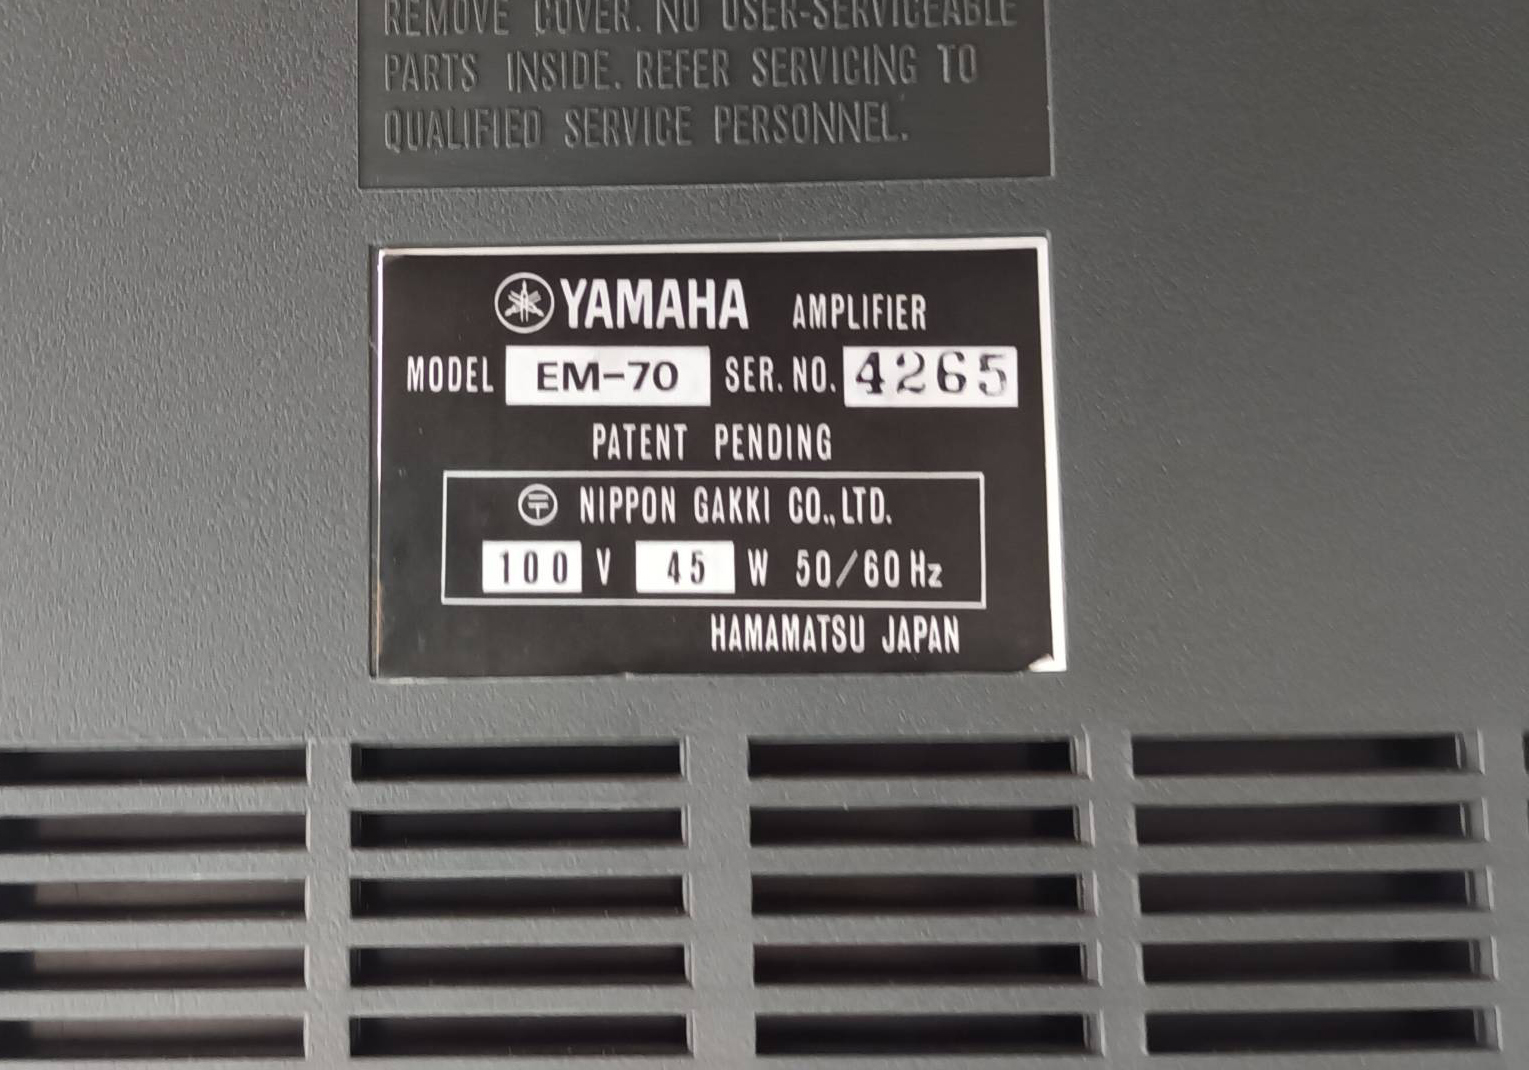 REMOVE COVER. NO USER-SERVICEABLE
PARTS INSIDE. REFER SERVICING TO
QUALIFIED SERVICE PERSONNEL.
YAMAHA AMPLIFIER
MODEL EM-70 SER. NO. 4265
PATENT PENDING
〒 NIPPON GAKKI CO., LTD.
100 V 45 W 50/60 Hz
HAMAMATSU JAPAN